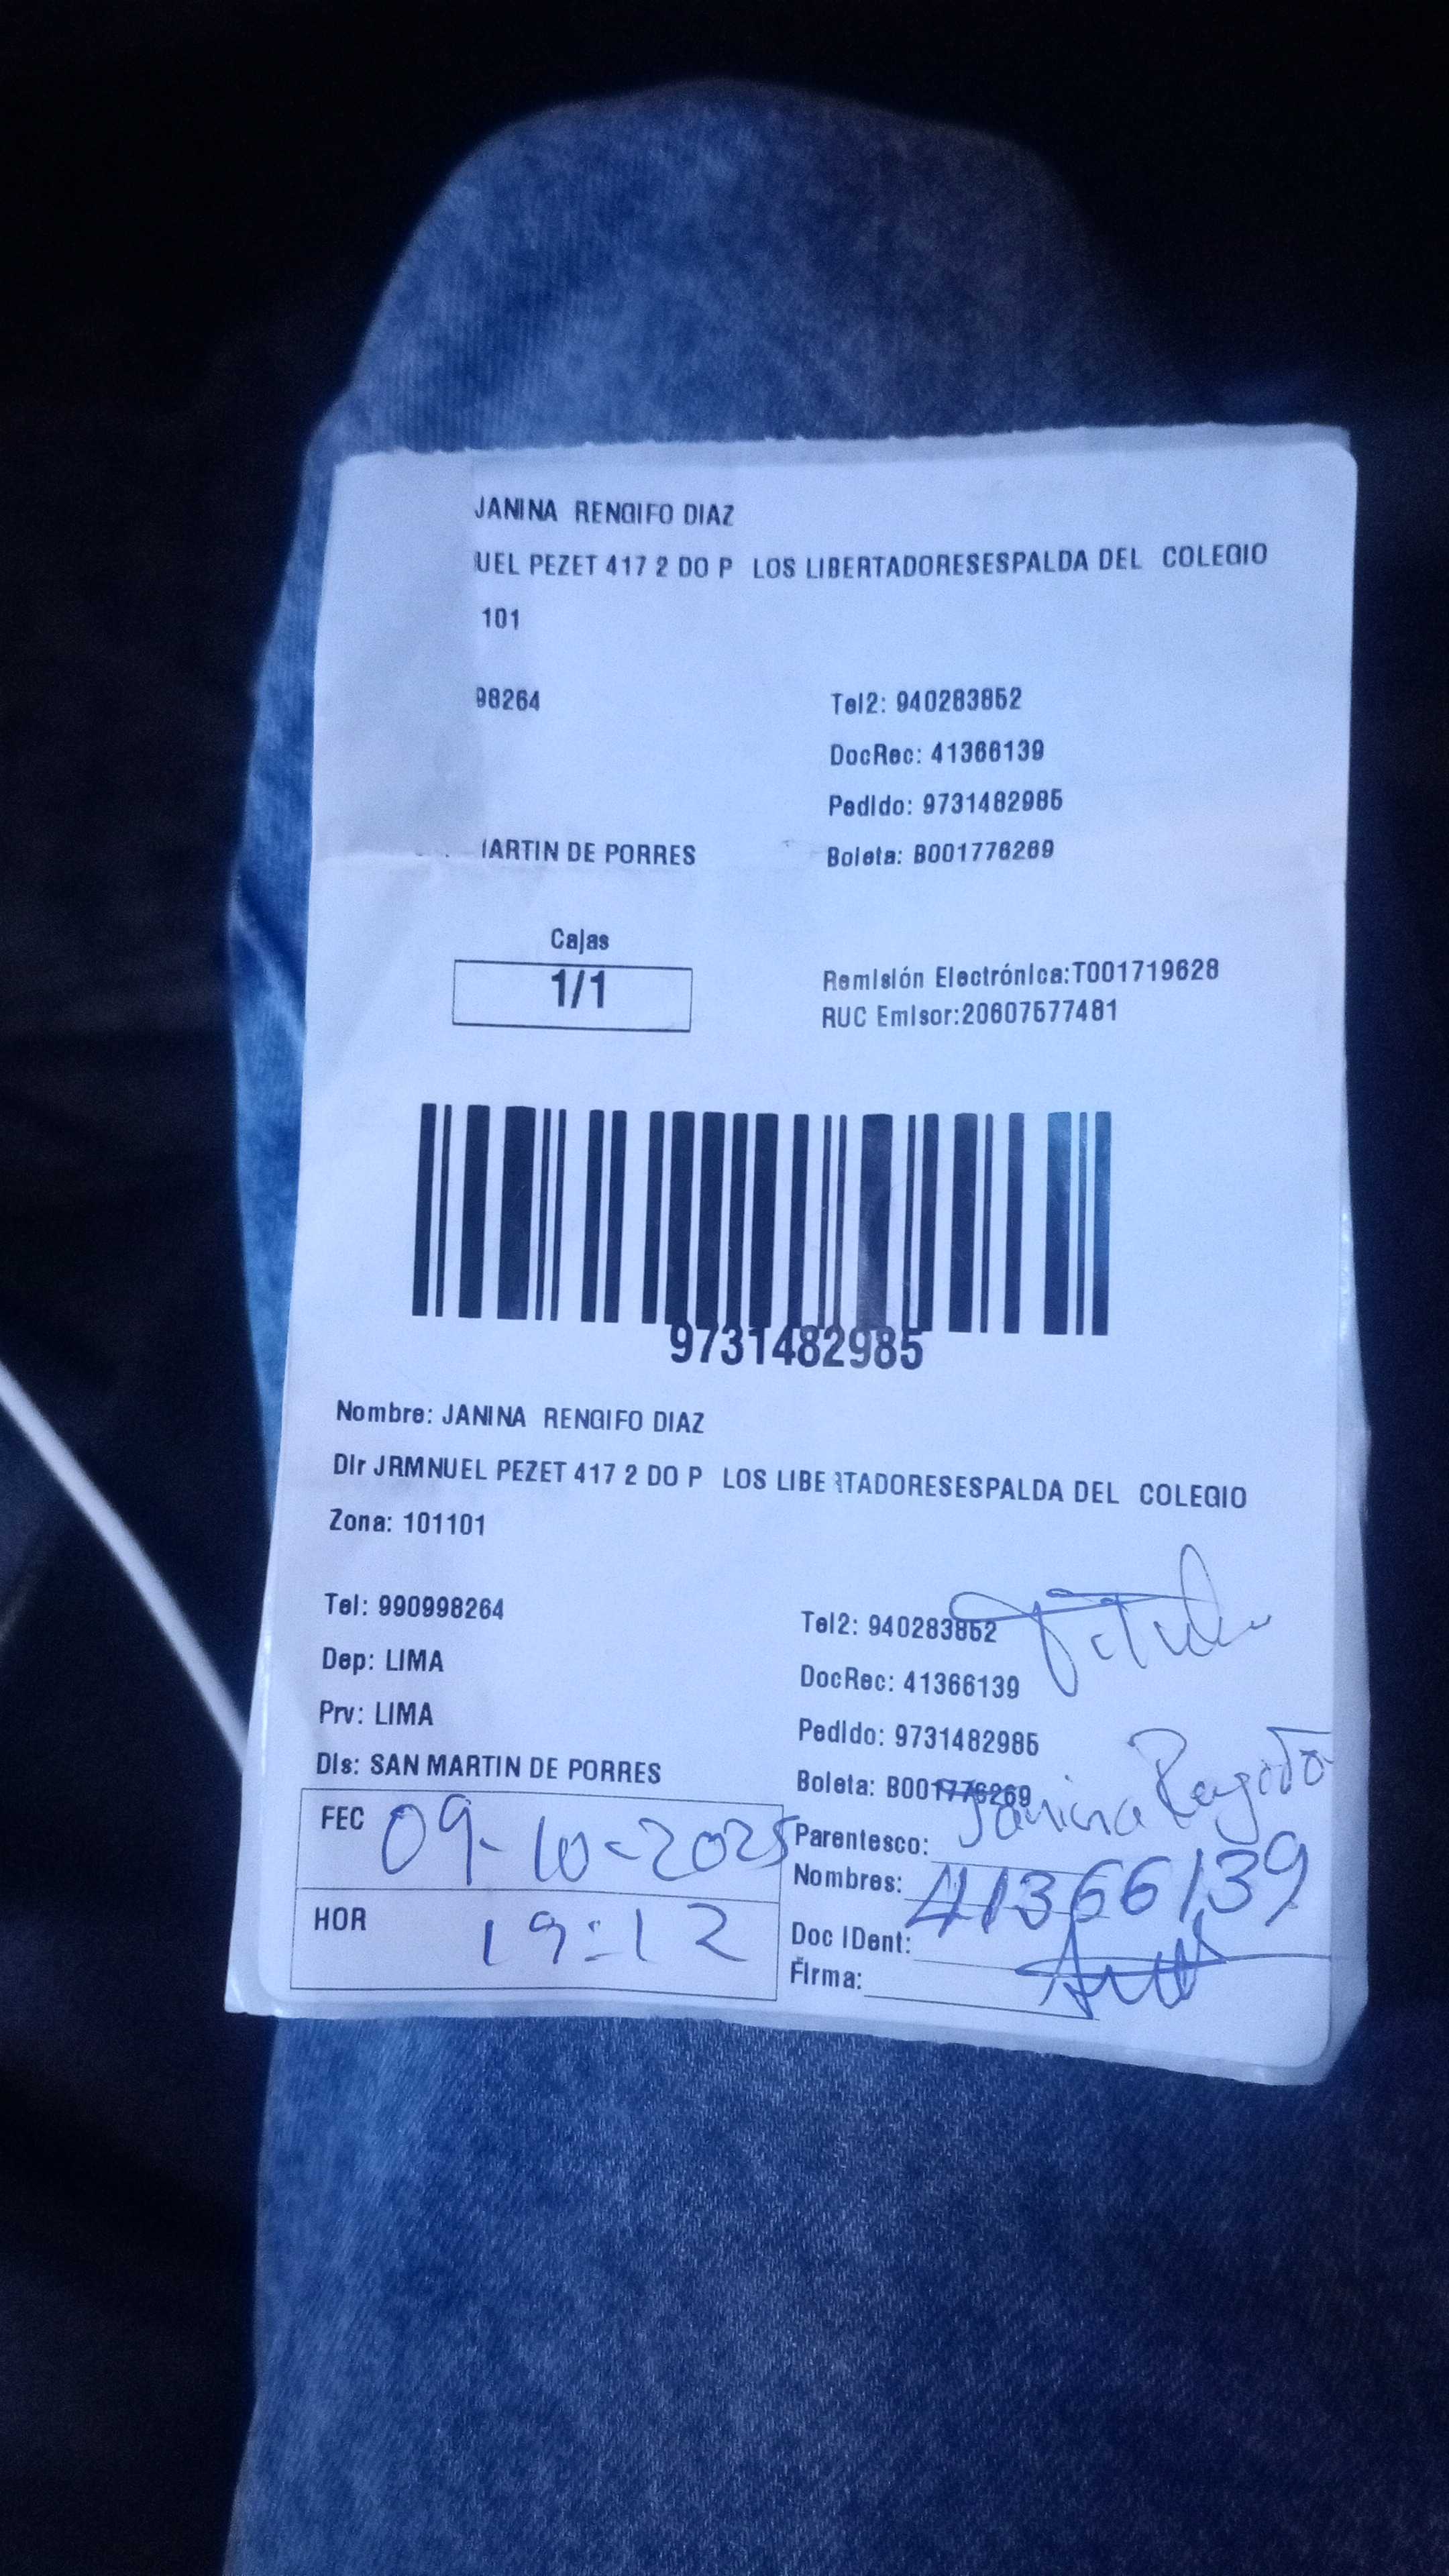 JANINA RENGIFO DIAZ
UEL PEZET 417 2 DO P LOS LIBERTADORESESPALDA DEL COLEGIO
101
98264 Tel2: 940283852
DocRec: 41366139
Pedido: 9731482985
MARTIN DE PORRES Boleta: B001776269
Cajas
1/1
Remisión Electrónica:T001719628
RUC Emisor:20607577481
9731482985
Nombre: JANINA RENGIFO DIAZ
Dir JRMNUEL PEZET 417 2 DO P LOS LIBERTADORESESPALDA DEL COLEGIO
Zona: 101101
Tel: 990998264 Tel2: 940283852
Dep: LIMA DocRec: 41366139
Prv: LIMA Pedido: 9731482985
Dis: SAN MARTIN DE PORRES Boleta: B001776269
FEC 09-10-2025
HOR 19:12
Parentesco: Janina
Nombres: 41366139
Doc IDent:
Firma: